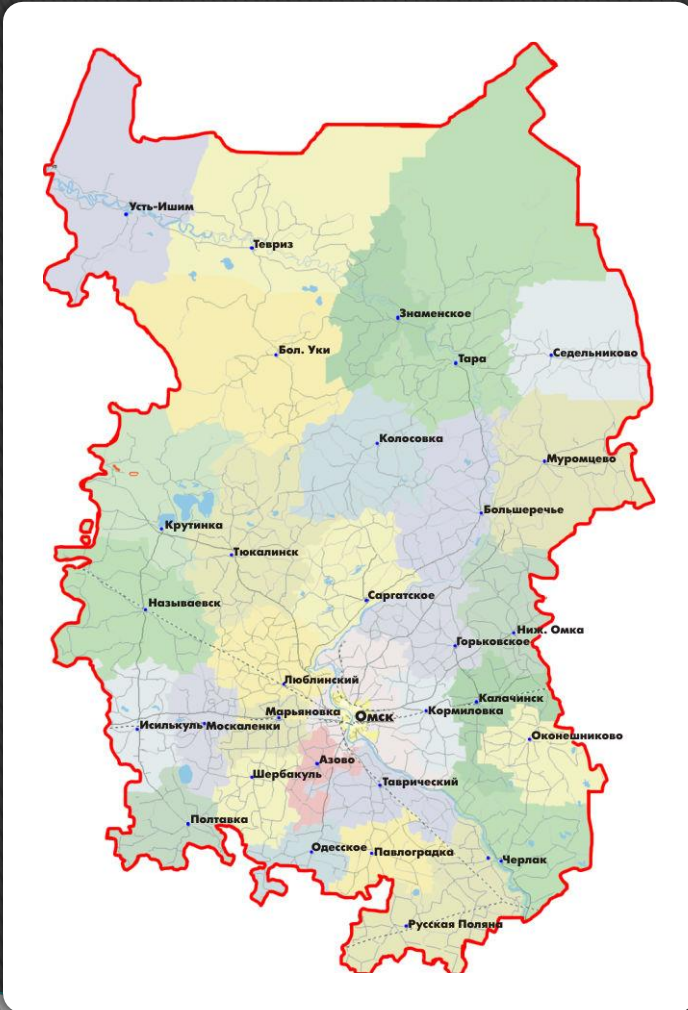 Усть-Ишим
Тевриз
Знаменское
Бол. Уки
Тара
Седельниково
Колосовка
Муромцево
Большеречье
Крутинка
Тюкалинск
Саргатское
Называевск
Ниж. Омка
Горьковское
Люблинский
Калачинск
Марьяновка
Омск
Кормиловка
Исилькуль
Москаленки
Оконешниково
Азово
Шербакуль
Таврический
Полтавка
Одесское
Павлоградка
Черлак
Русская Поляна